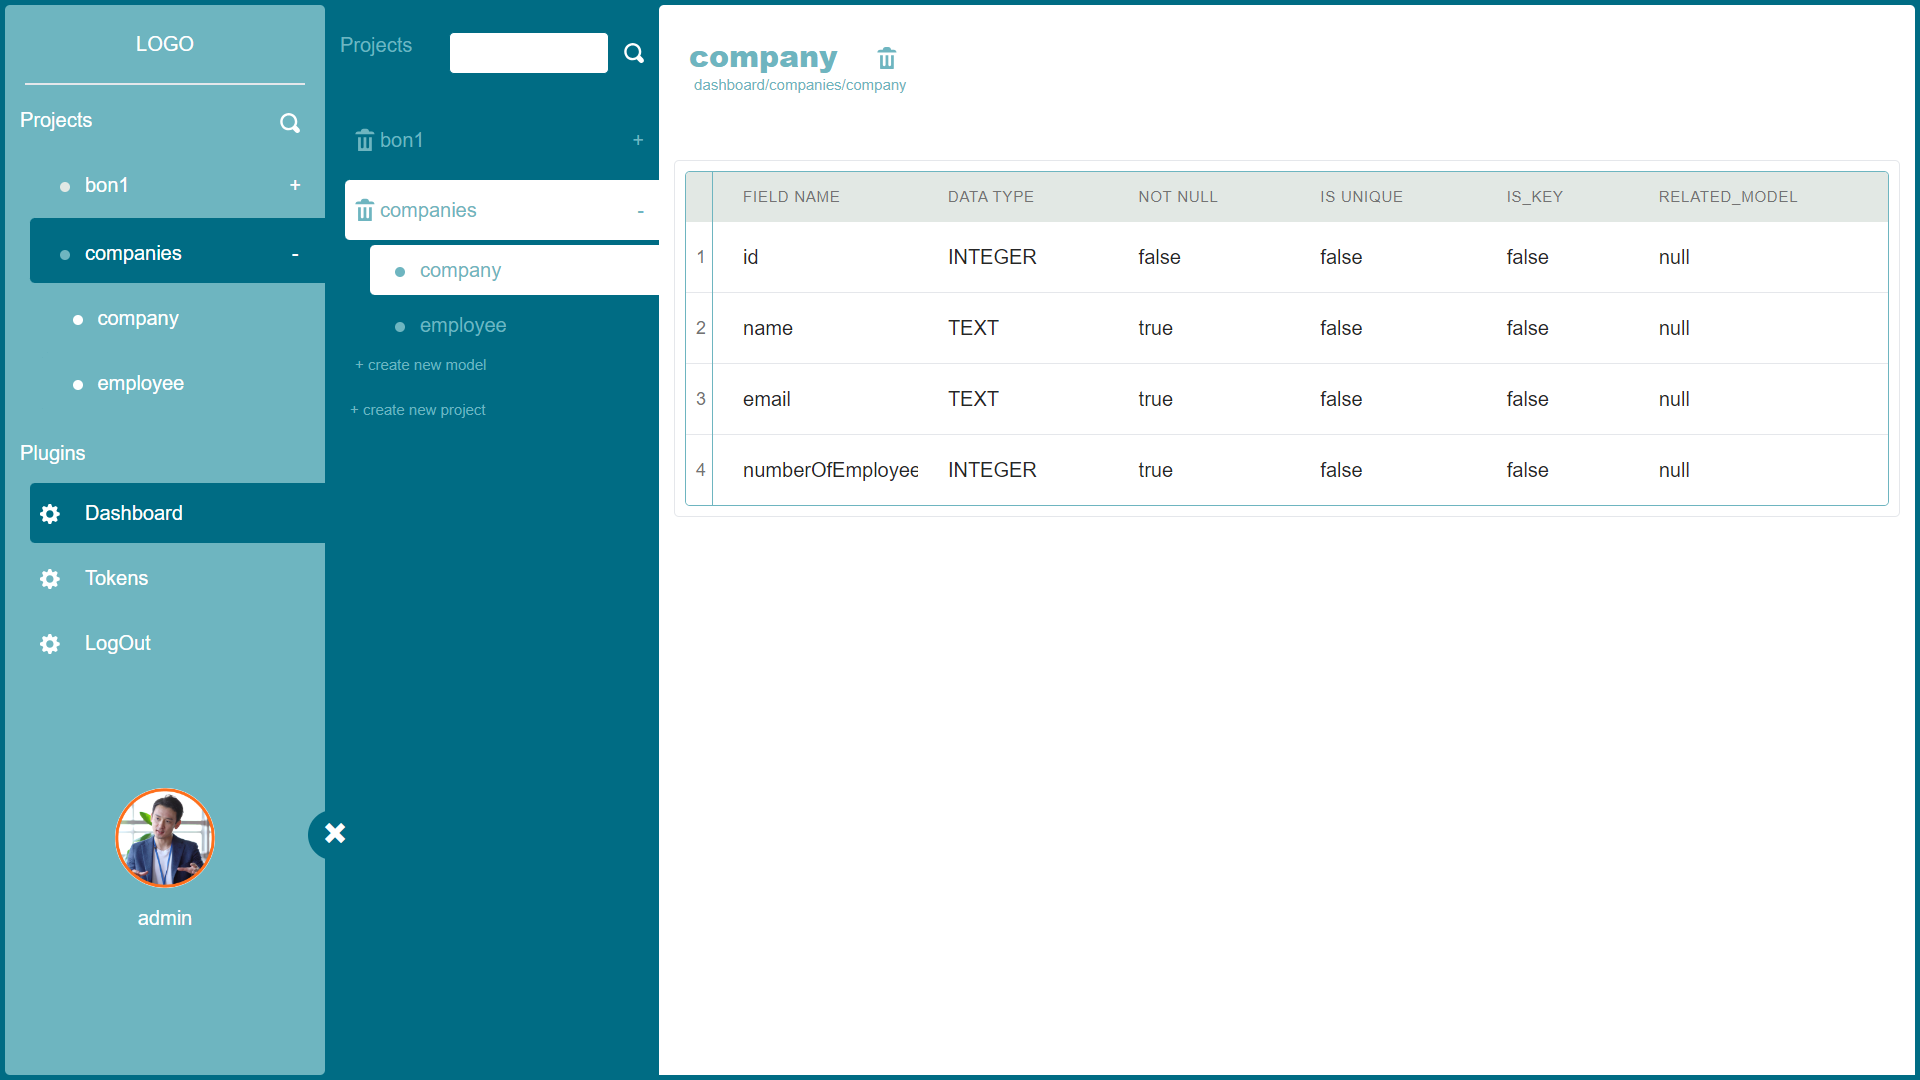 LOGO
Projects
bon1 +
companies -
company
employee
Plugins
Dashboard
Tokens
LogOut
admin
Projects
bon1 +
companies -
company
employee
+ create new model
+ create new project
company
dashboard/companies/company
FIELD NAME DATA TYPE NOT NULL IS UNIQUE IS_KEY RELATED_MODEL
1 id INTEGER false false false null
2 name TEXT true false false null
3 email TEXT true false false null
4 numberOfEmployee INTEGER true false false null